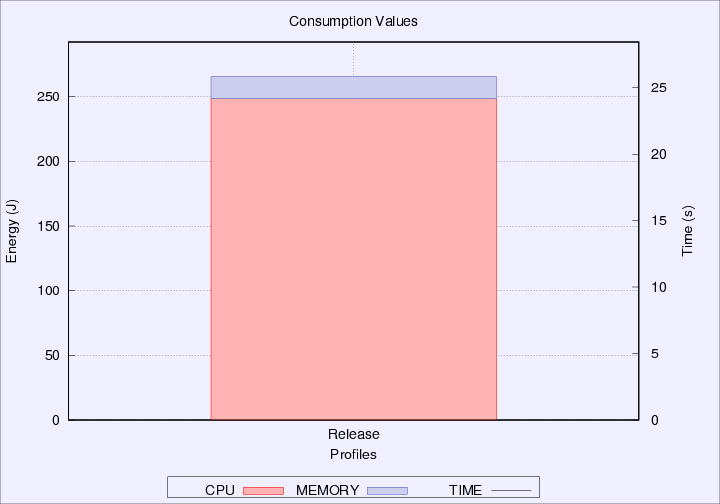 Consumption Values
250
200
150
100
50
0
Energy (J)
25
20
15
10
5
0
Time (s)
Release
Profiles
CPU MEMORY TIME